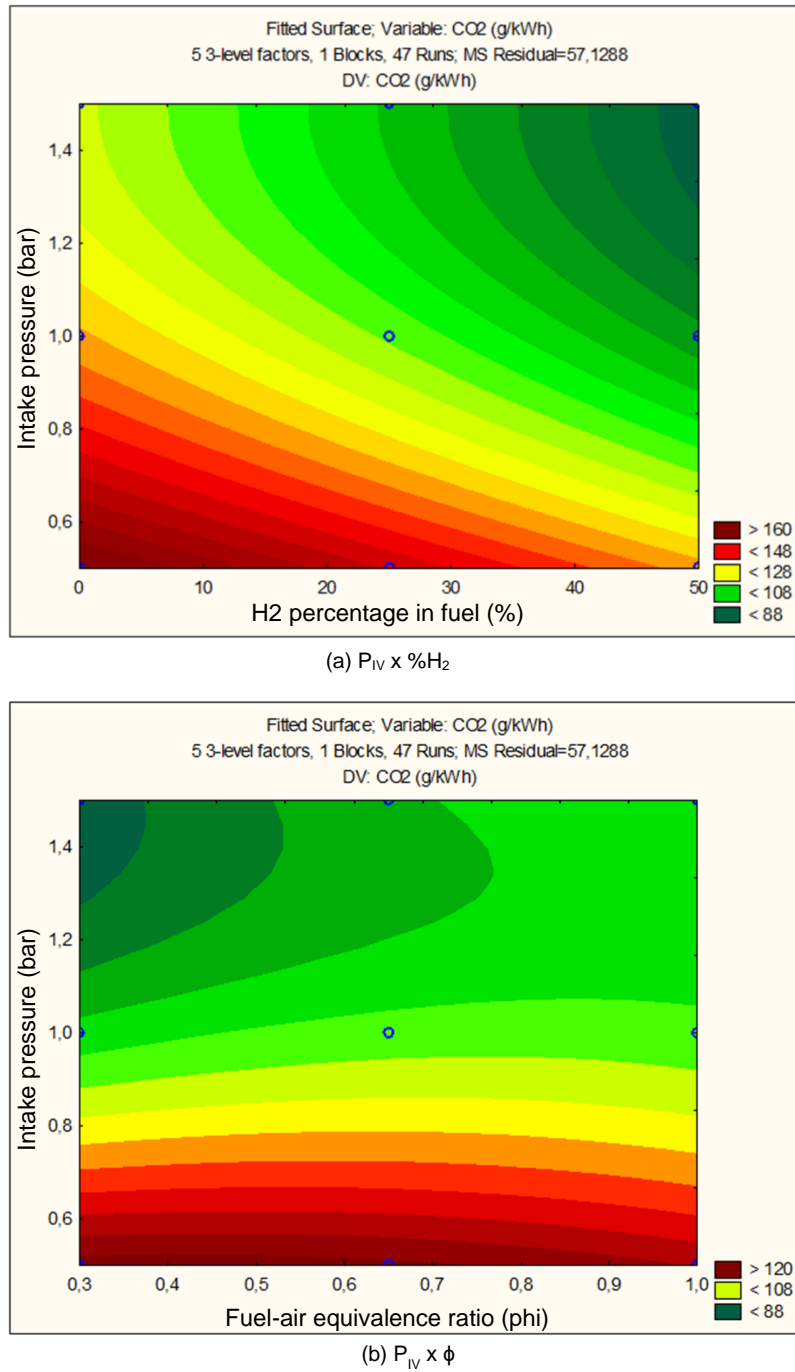 Fitted Surface; Variable: CO2 (g/kWh)
5 3-level factors, 1 Blocks, 47 Runs; MS Residual=57,1288
DV: CO2 (g/kWh)
Intake pressure (bar)
1,4
1,2
1,0
0,8
0,6
0 10 20 30 40 50
H2 percentage in fuel (%)
> 160
< 148
< 128
< 108
< 88
(a) PIV x %H2
Fitted Surface; Variable: CO2 (g/kWh)
5 3-level factors, 1 Blocks, 47 Runs; MS Residual=57,1288
DV: CO2 (g/kWh)
Intake pressure (bar)
1,4
1,2
1,0
0,8
0,6
0,3 0,4 0,5 0,6 0,7 0,8 0,9 1,0
Fuel-air equivalence ratio (phi)
> 120
< 108
< 88
(b) PIV x ϕ